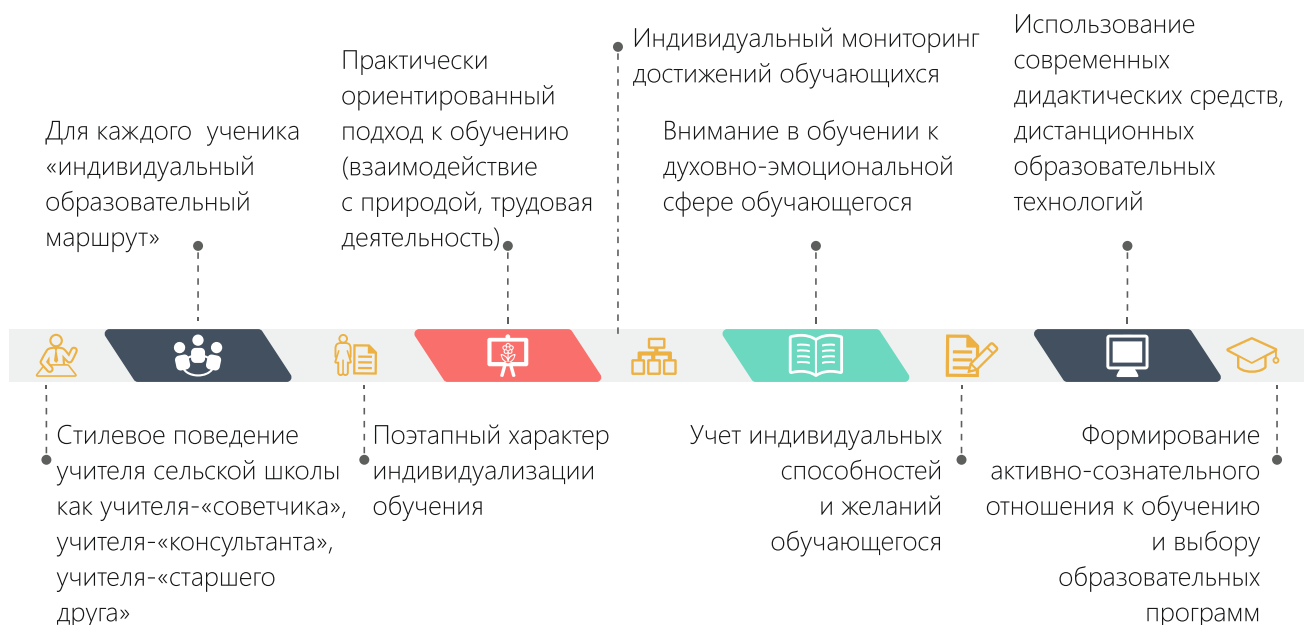 Для каждого ученика
«индивидуальный
образовательный
маршрут»
Практически
ориентированный
подход к обучению
(взаимодействие
с природой, трудовая
деятельность)
Индивидуальный мониторинг
достижений обучающихся
Внимание в обучении к
духовно-эмоциональной
сфере обучающегося
Использование
современных
дидактических средств,
дистанционных
образовательных
технологий
Стилевое поведение
учителя сельской школы
как учителя-«советчика»,
учителя-«консультанта»,
учителя-«старшего
друга»
Поэтапный характер
индивидуализации
обучения
Учет индивидуальных
способностей
и желаний
обучающегося
Формирование
активно-сознательного
отношения к обучению
и выбору
образовательных
программ